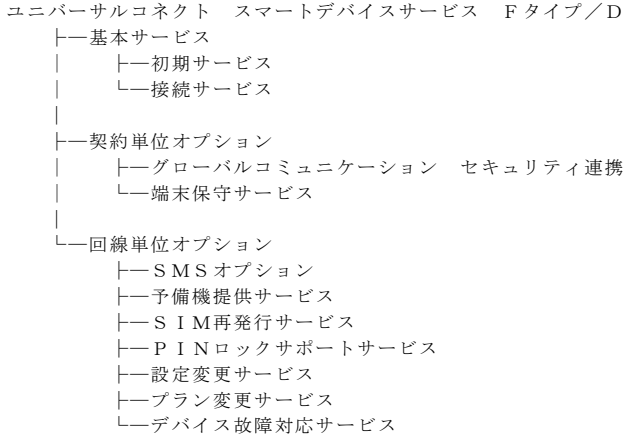 ユニバーサルコネクト　スマートデバイスサービス　Ｆタイプ／Ｄ
├―基本サービス
│　├―初期サービス
│　└―接続サービス
│
├―契約単位オプション
│　├―グローバルコミュニケーション　セキュリティ連携
│　└―端末保守サービス
│
└―回線単位オプション
├―ＳＭＳオプション
├―予備機提供サービス
├―ＳＩＭ再発行サービス
├―ＰＩＮロックサポートサービス
├―設定変更サービス
├―プラン変更サービス
└―デバイス故障対応サービス